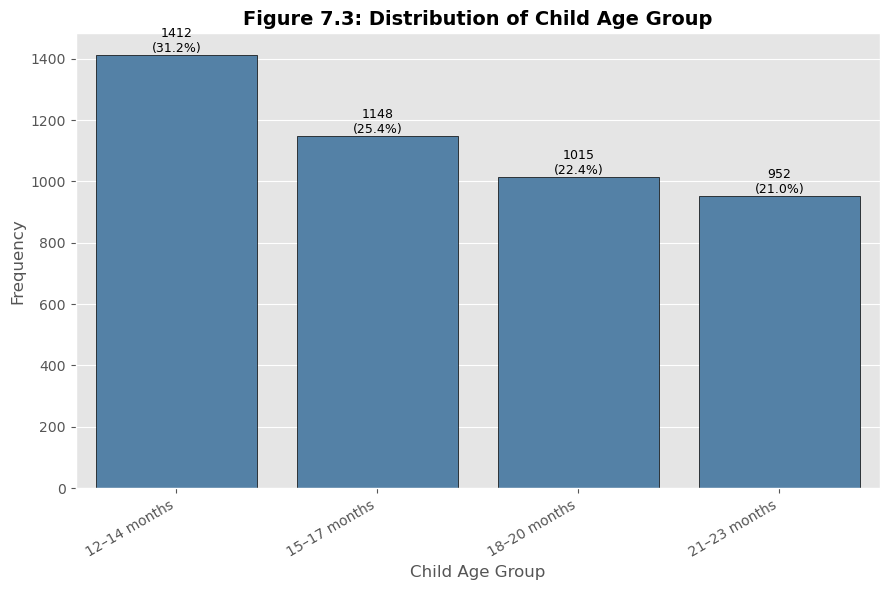 Figure 7.3: Distribution of Child Age Group
1412
(31.2%)
1148
(25.4%)
1015
(22.4%)
952
(21.0%)
1400
1200
1000
800
600
400
200
0
Frequency
12–14 months
15–17 months
18–20 months
21–23 months
Child Age Group